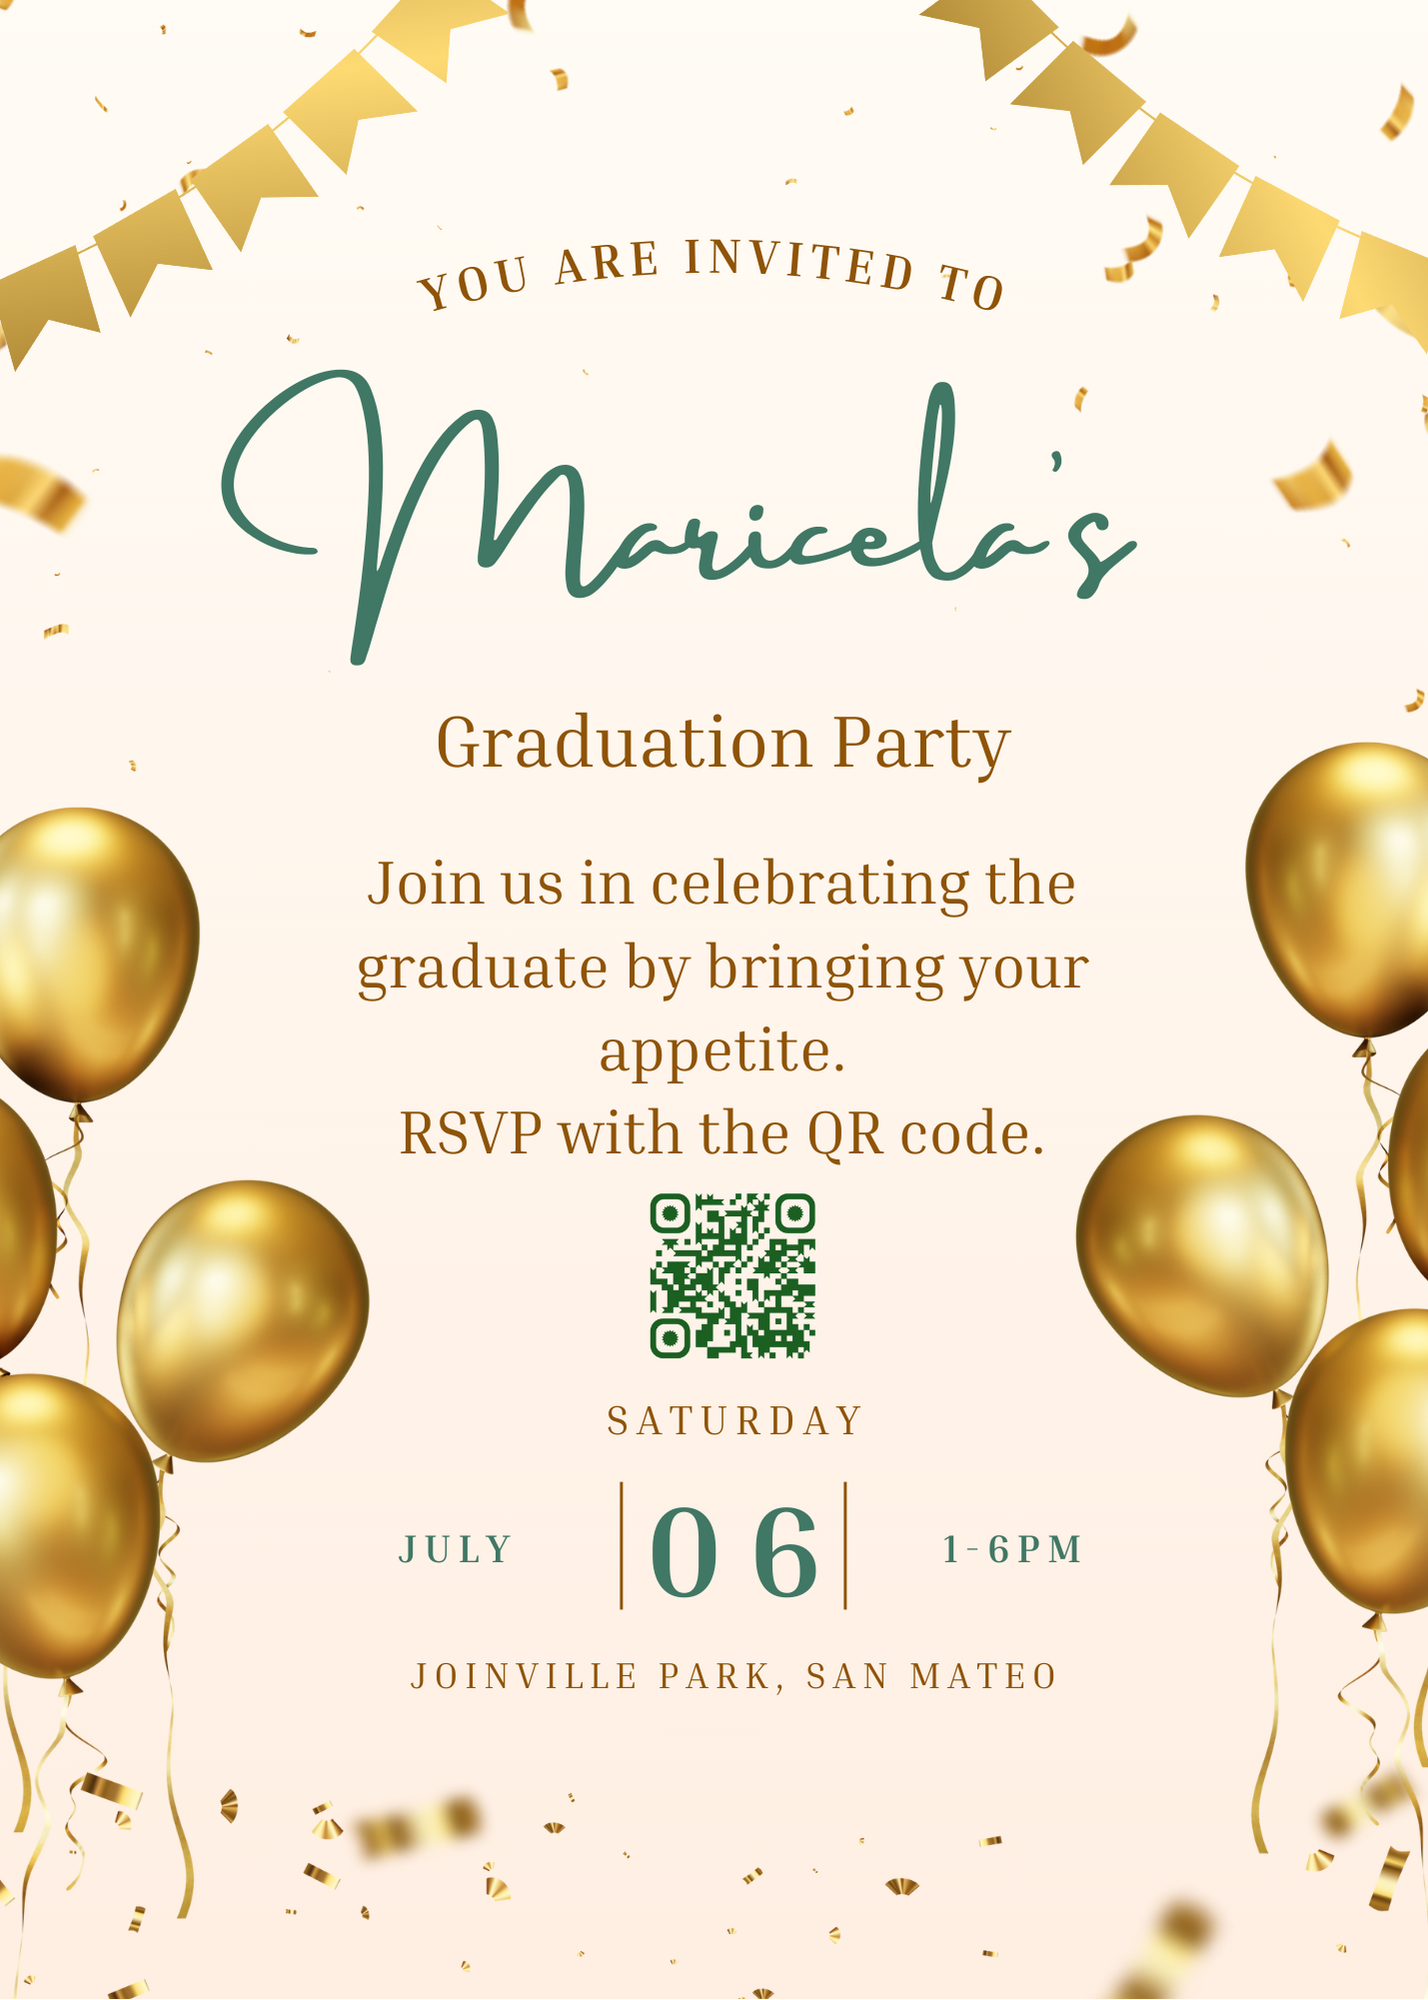 YOU ARE INVITED TO
Maricela's
Graduation Party
Join us in celebrating the
graduate by bringing your
appetite.
RSVP with the QR code.
SATURDAY
JULY
06
1-6PM
JOINVILLE PARK, SAN MATEO